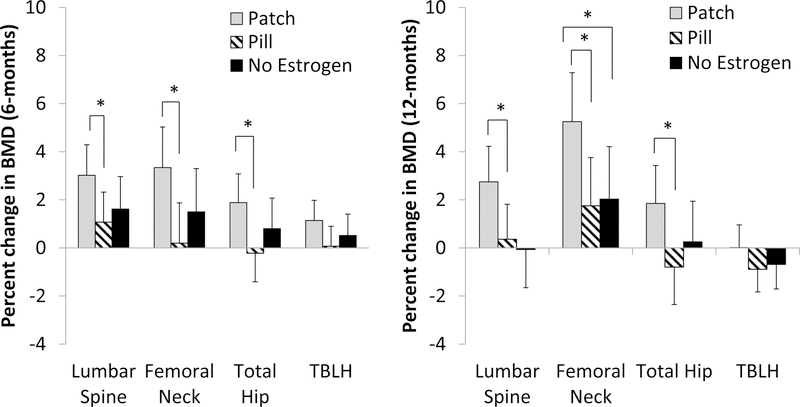 Percent change in BMD (6-months)
10
8
6
4
2
0
-2
-4
Patch
Pill
No Estrogen
*
*
*
Lumbar
Spine
Femoral
Neck
Total
Hip
TBLH
Percent change in BMD (12-months)
10
8
6
4
2
0
-2
-4
Patch
Pill
No Estrogen
*
*
*
*
Lumbar
Spine
Femoral
Neck
Total Hip
TBLH